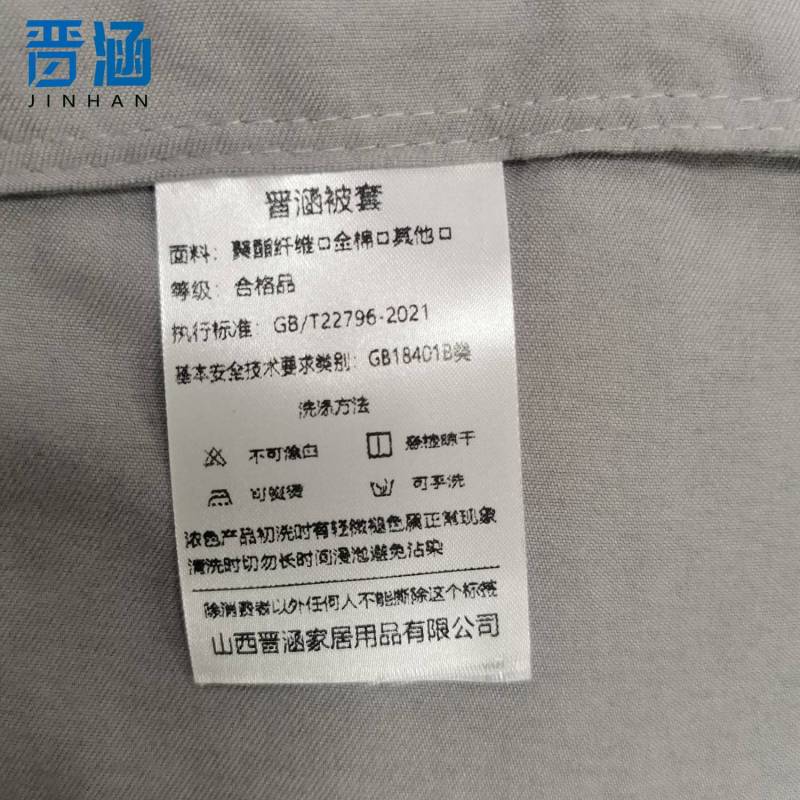 晋涵
JINHAN
晋涵被套
面料：聚酯纤维□全棉□其他□
等级：合格品
执行标准：GB/T22796-2021
基本安全技术要求类别：GB18401B类
洗涤方法
不可漂白 悬挂晾干
可熨烫 可手洗
浓色产品初洗时有轻微褪色属正常现象
清洗时切勿长时间浸泡避免沾染
除消费者以外任何人不能撕除这个标签
山西晋涵家居用品有限公司